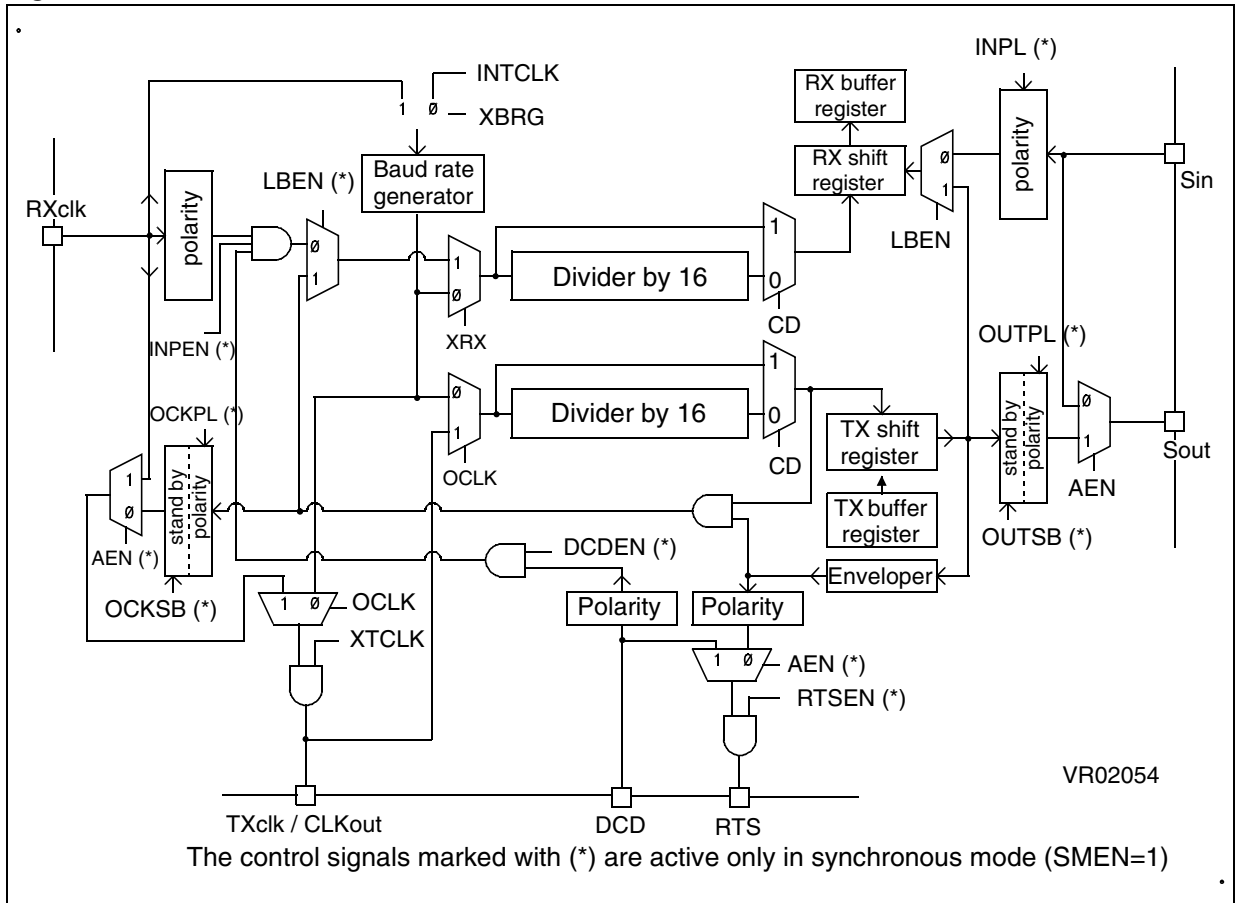 INPL (*)
INTCLK
1 Ø
XBRG
RX buffer
register
polarity
Baud rate
generator
RX shift
register
Ø
1
Sin
LBEN (*)
LBEN
RXclk
polarity
Ø
1
1
Ø
XRX
Divider by 16
1
0
CD
INPEN (*)
OUTPL (*)
OCKPL (*)
Ø
1
OCLK
Divider by 16
1
0
CD
TX shift
register
stand by
polarity
Ø
1
Sout
AEN
TX buffer
register
OUTSB (*)
1
Ø
AEN (*)
stand by
polarity
OCKSB (*)
DCDEN (*)
Enveloper
1 Ø
OCLK
Polarity
Polarity
XTCLK
1 Ø
AEN (*)
RTSEN (*)
VR02054
TXclk / CLKout
DCD
RTS
The control signals marked with (*) are active only in synchronous mode (SMEN=1)